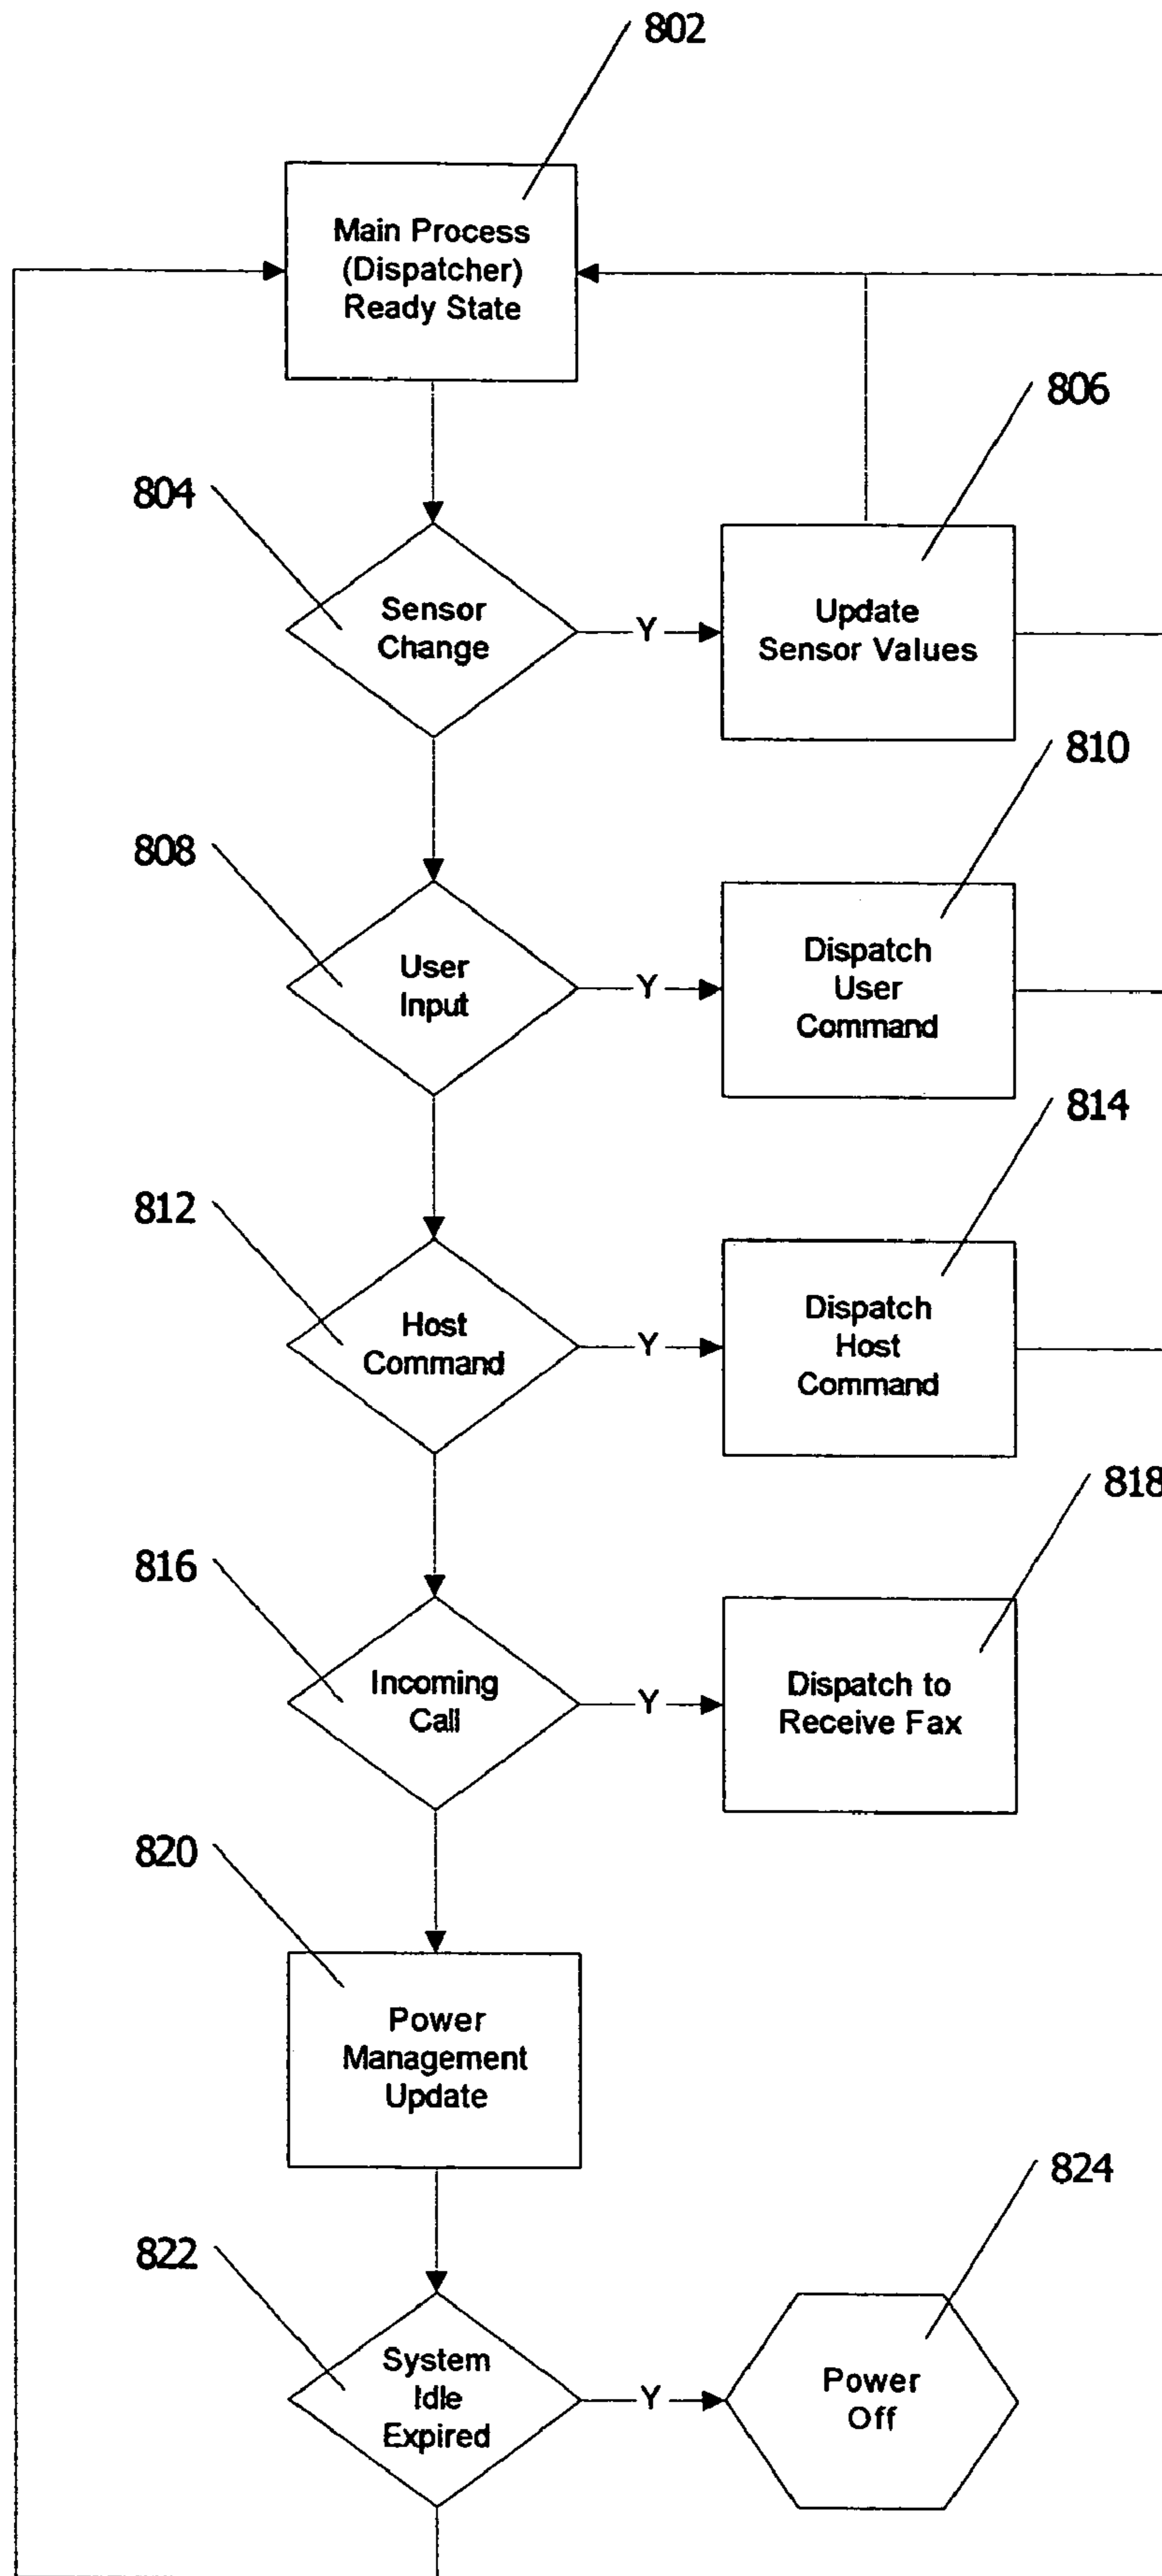 802
Main Process
(Dispatcher)
Ready State
806
804
Sensor
Change
Y
Update
Sensor Values
810
808
User
Input
Y
Dispatch
User
Command
814
812
Host
Command
Y
Dispatch
Host
Command
818
816
Incoming
Call
Y
Dispatch to
Receive Fax
820
Power
Management
Update
824
822
System
Idle
Expired
Y
Power
Off